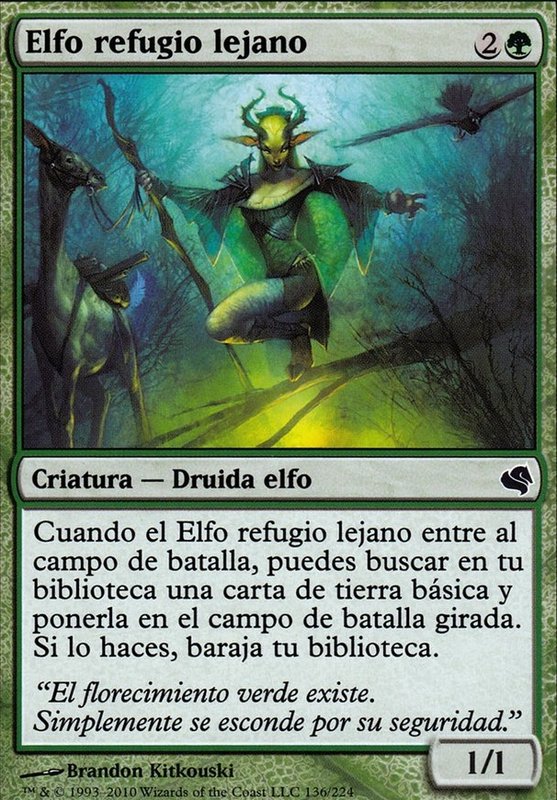 Elfo refugio lejano 2
Criatura — Druida elfo
Cuando el Elfo refugio lejano entre al
campo de batalla, puedes buscar en tu
biblioteca una carta de tierra básica y
ponerla en el campo de batalla girada.
Si lo haces, baraja tu biblioteca.
“El florecimiento verde existe.
Simplemente se esconde por su seguridad.”
1/1
Brandon Kitkouski
™ & © 1993–2010 Wizards of the Coast LLC 136/224